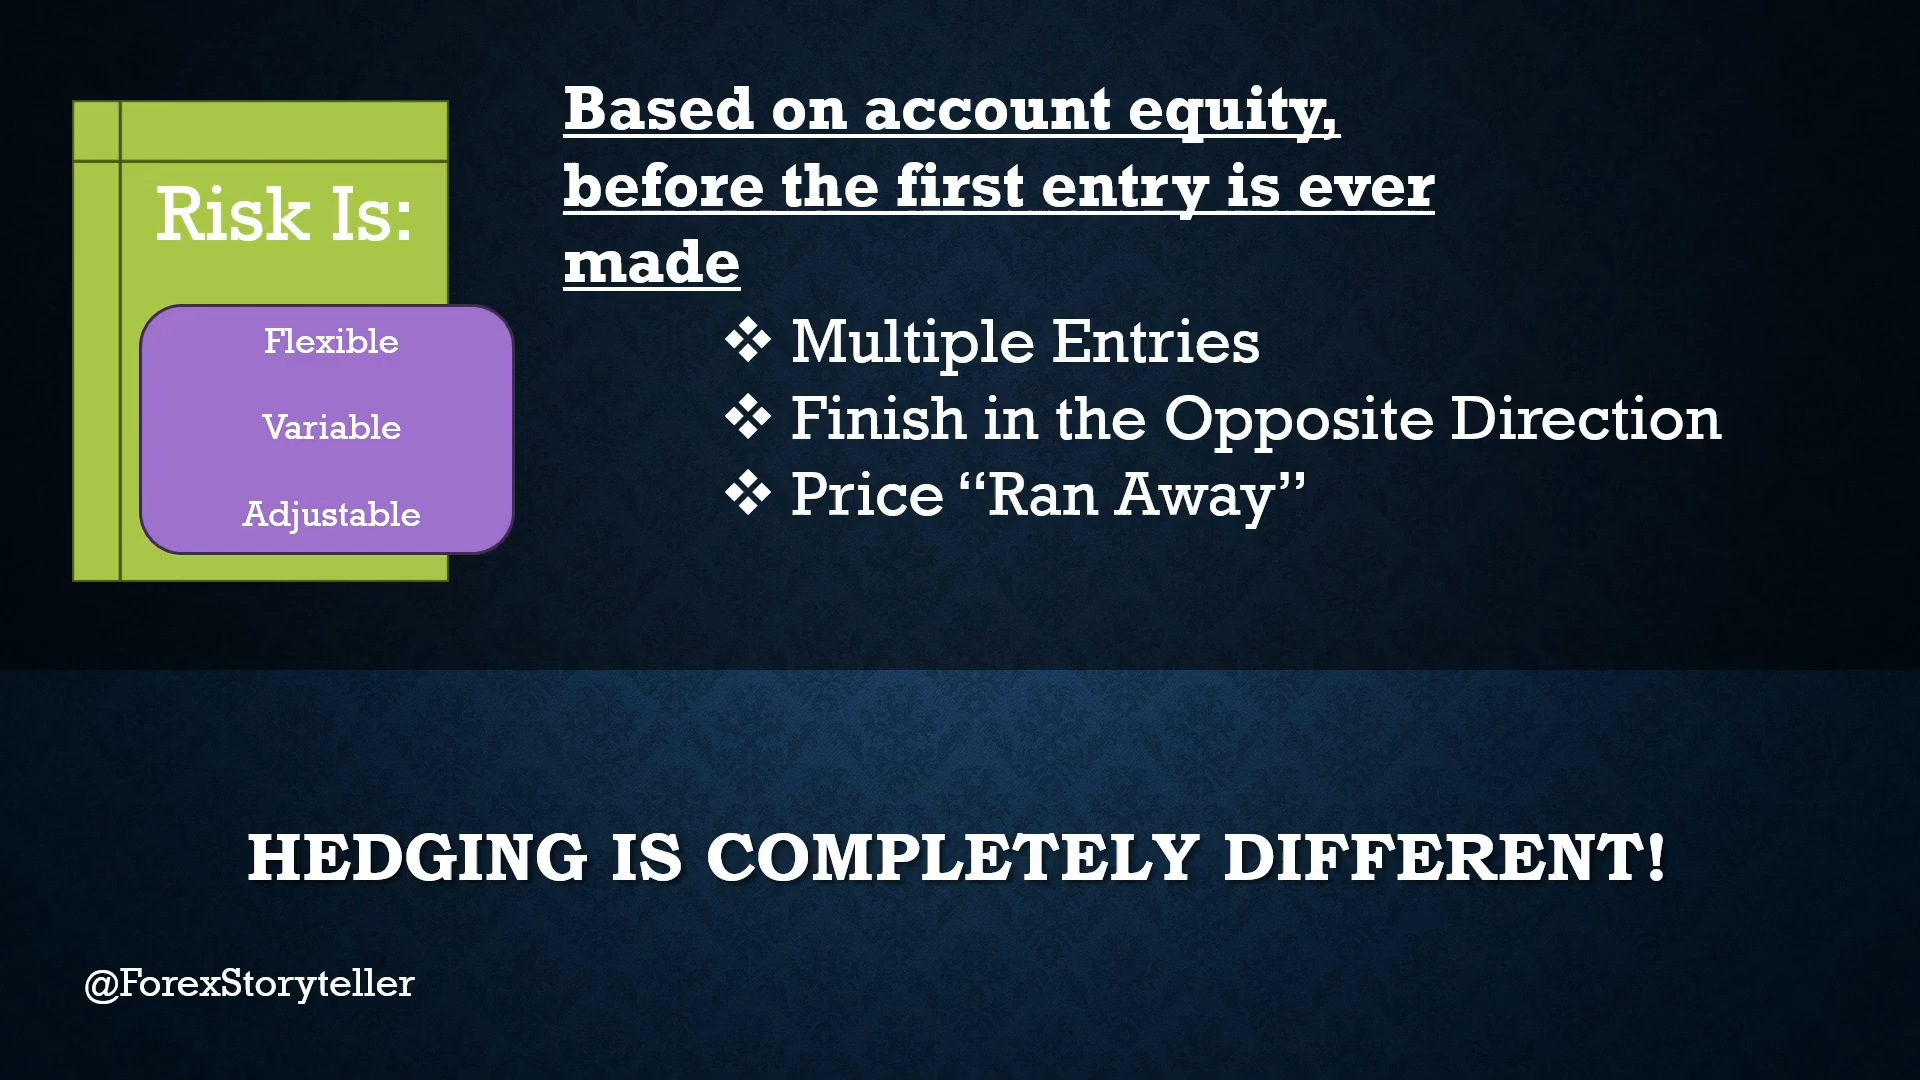 Risk Is:
Flexible
Variable
Adjustable
Based on account equity,
before the first entry is ever
made
❖ Multiple Entries
❖ Finish in the Opposite Direction
❖ Price “Ran Away”
HEDGING IS COMPLETELY DIFFERENT!
@ForexStoryteller